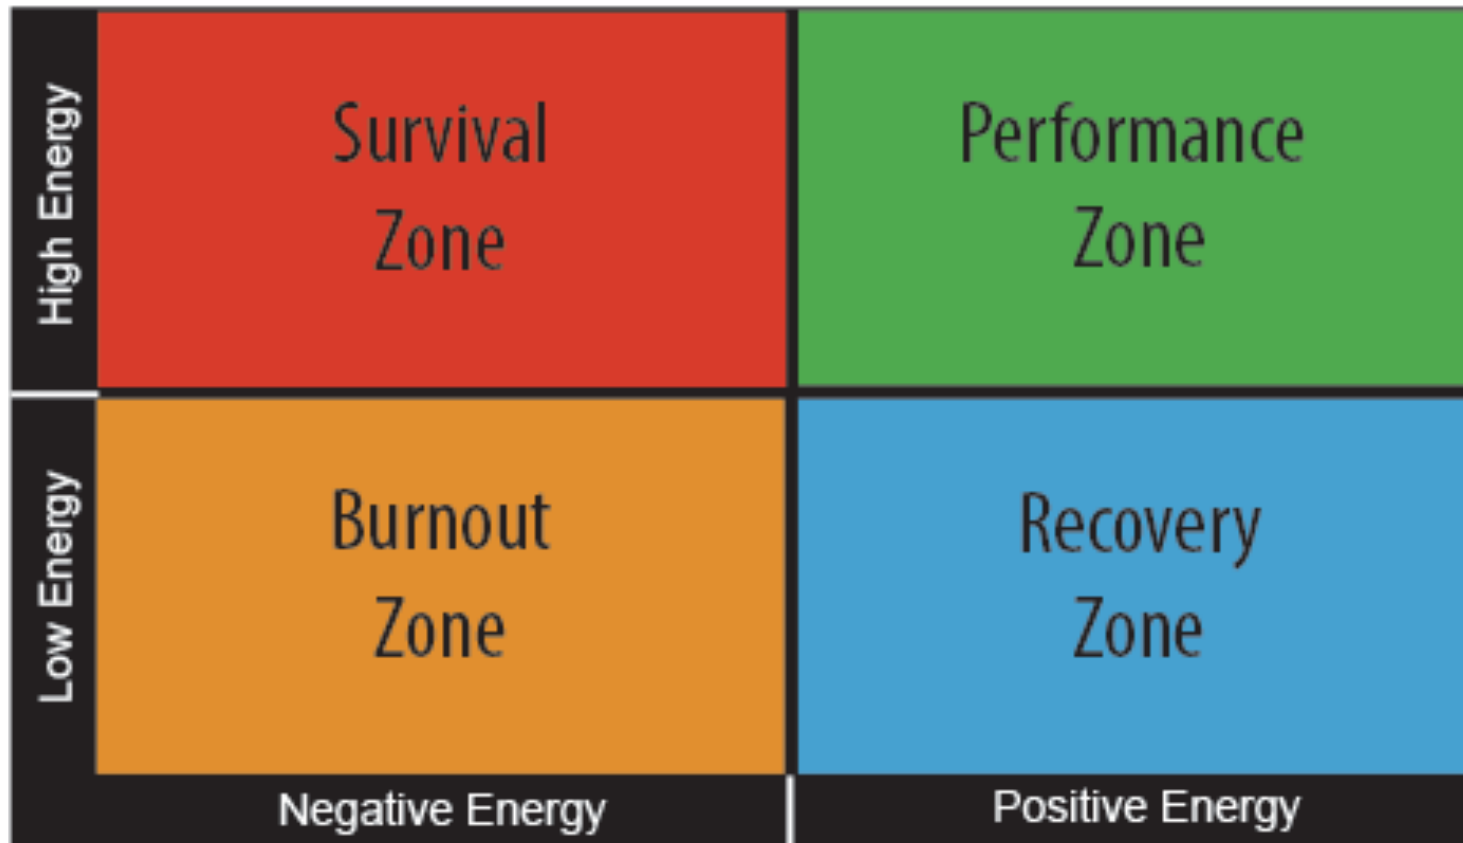 High Energy
Survival
Zone
Performance
Zone
Low Energy
Burnout
Zone
Recovery
Zone
Negative Energy
Positive Energy